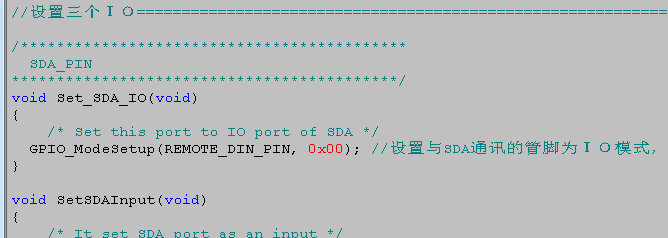 //设置三个ＩＯ==========================================================
/******************************************
SDA_PIN
******************************************/
void Set_SDA_IO(void)
{
/* Set this port to IO port of SDA */
GPIO_ModeSetup(REMOTE_DIN_PIN, 0x00); //设置与SDA通讯的管脚为ＩＯ模式,
}
void SetSDAInput(void)
{
/* It set SDA port as an input */